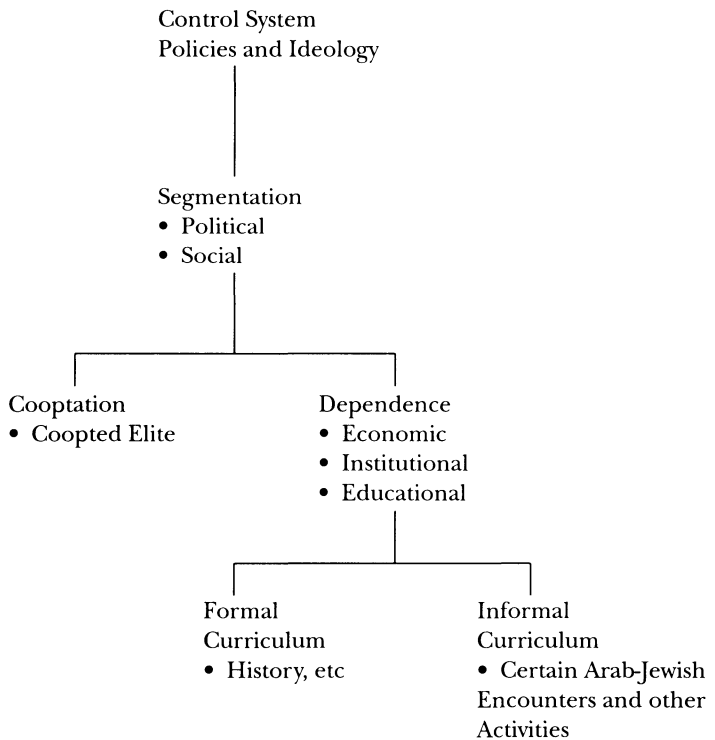 Control System
Policies and Ideology
Segmentation
• Political
• Social
Cooptation
• Coopted Elite
Dependence
• Economic
• Institutional
• Educational
Formal
Curriculum
• History, etc
Informal
Curriculum
• Certain Arab-Jewish
Encounters and other
Activities